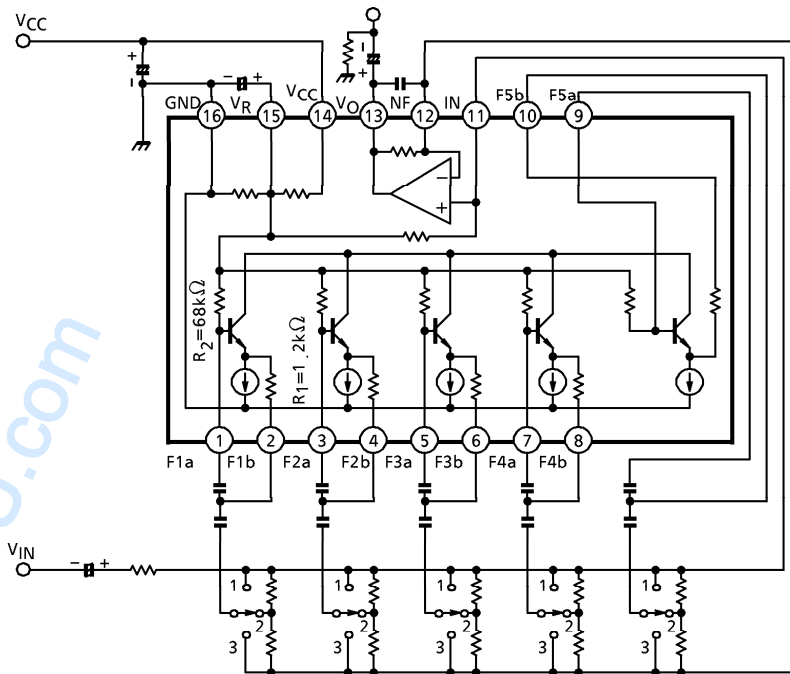 VCC
GND VR VCC VO NF IN F5b F5a
16 15 14 13 12 11 10 9
R2=68kΩ
R1=1.2kΩ
1 2 3 4 5 6 7 8
F1a F1b F2a F2b F3a F3b F4a F4b
VIN
1 1 1 1 1
2 2 2 2 2
3 3 3 3 3
.com